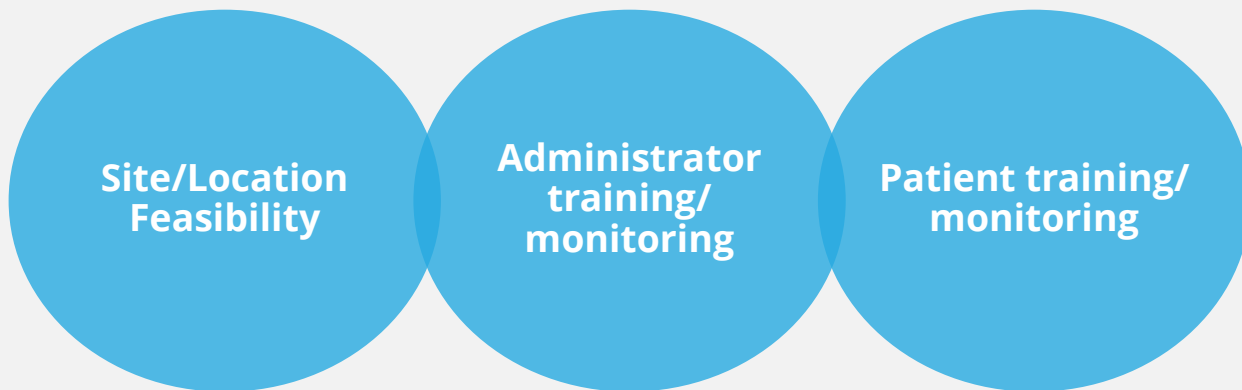 Site/Location
Feasibility
Administrator
training/
monitoring
Patient training/
monitoring